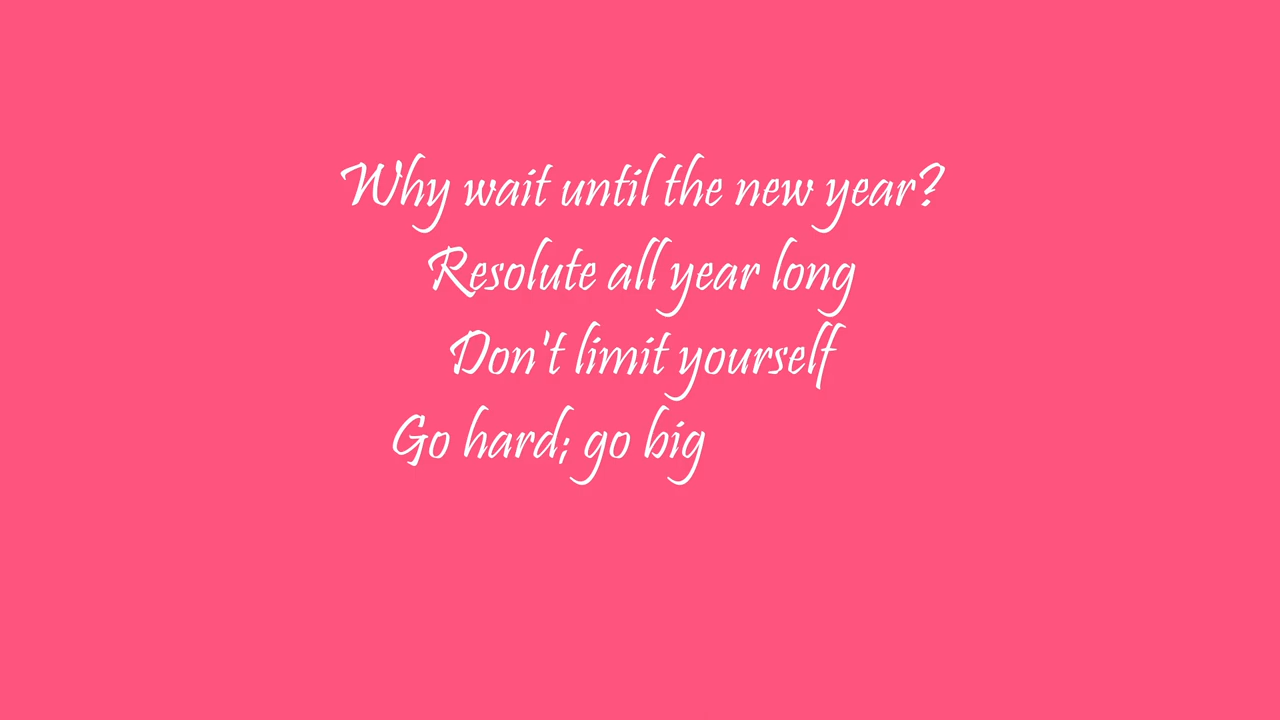 Why wait until the new year?
Resolute all year long
Don't limit yourself
Go hard; go big